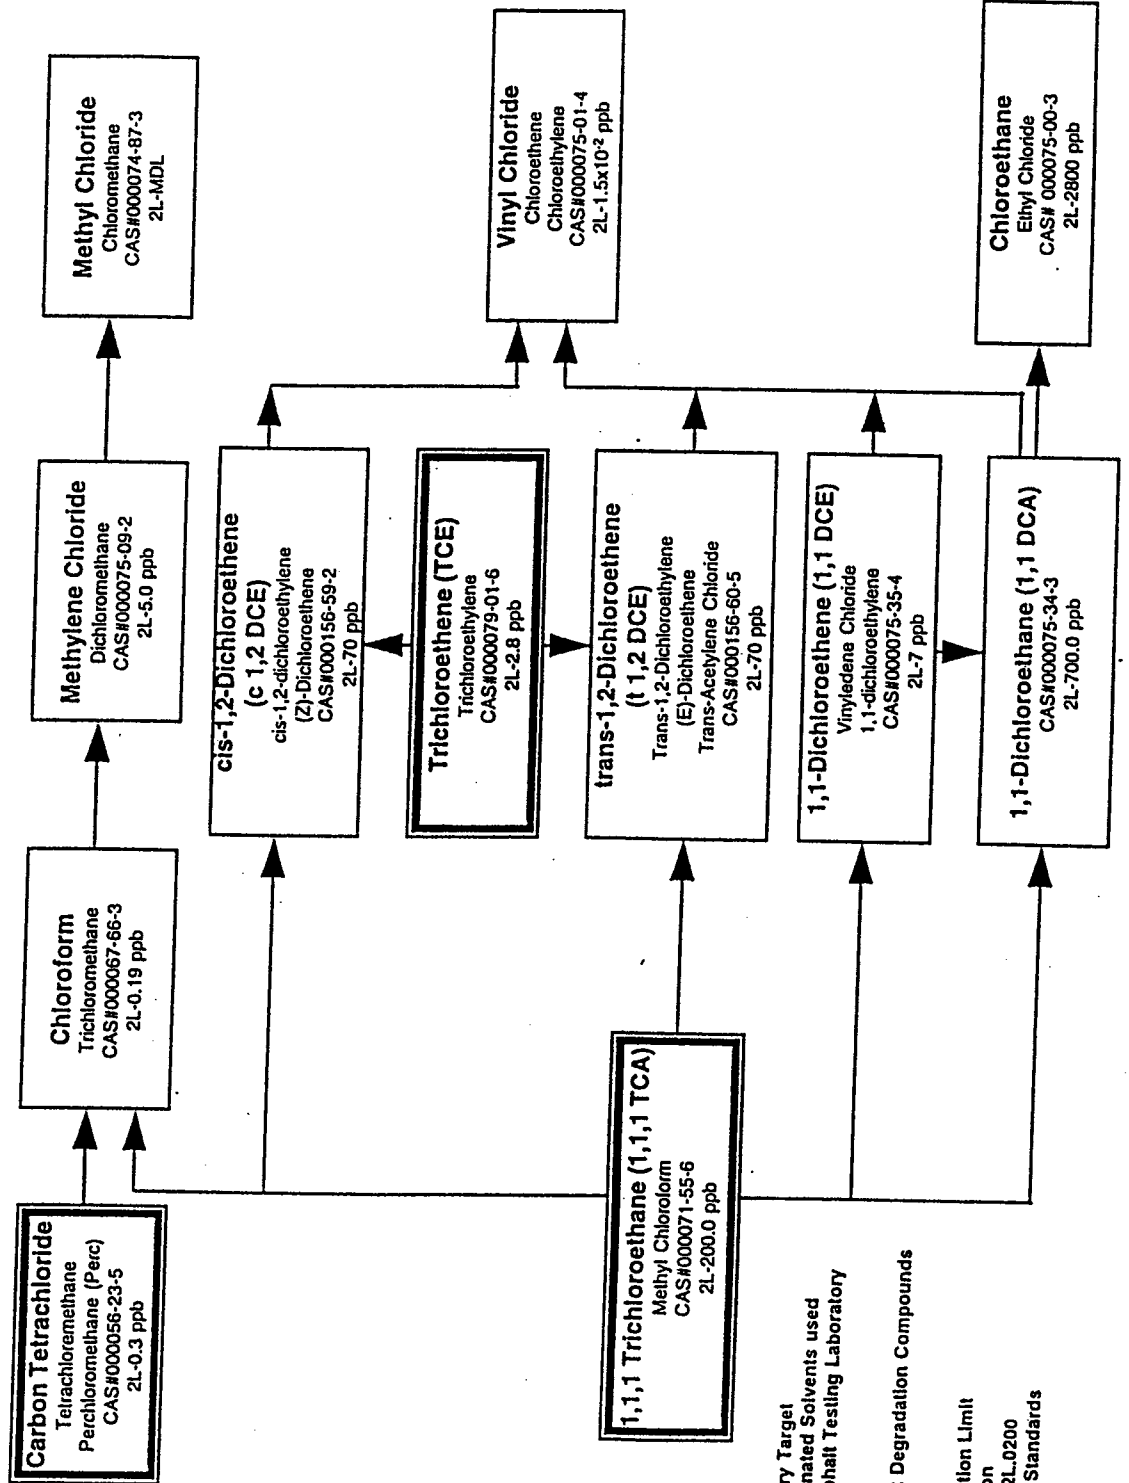 Carbon Tetrachloride
Tetrachloremethane
Perchloromethane (Perc)
CAS#000056-23-5
2L-0.3 ppb
Chloroform
Trichloromethane
CAS#000067-66-3
2L-0.19 ppb
Methylene Chloride
Dichloromethane
CAS#000075-09-2
2L-5.0 ppb
Methyl Chloride
Chloromethane
CAS#000074-87-3
2L-MDL
cis-1,2-Dichloroethene
(c 1,2 DCE)
cis-1,2-dichloroethylene
(Z)-Dichloroethene
CAS#000156-59-2
2L-70 ppb
Trichloroethene (TCE)
Trichloroethylene
CAS#000079-01-6
2L-2.8 ppb
Vinyl Chloride
Chloroethene
Chloroethylene
CAS#000075-01-4
2L-1.5x10-2 ppb
1,1,1 Trichloroethane (1,1,1 TCA)
Methyl Chloroform
CAS#000071-55-6
2L-200.0 ppb
trans-1,2-Dichloroethene
(t 1,2 DCE)
Trans-1,2-Dichloroethylene
(E)-Dichloroethene
Trans-Acetylene Chloride
CAS#000156-60-5
2L-70 ppb
1,1-Dichloroethene (1,1 DCE)
Vinyledene Chloride
1,1-dichloroethylene
CAS#000075-35-4
2L-7 ppb
1,1-Dichloroethane (1,1 DCA)
CAS#000075-34-3
2L-700.0 ppb
Chloroethane
Ethyl Chloride
CAS# 000075-00-3
2L-2800 ppb
ry Target
nated Solvents used
halt Testing Laboratory
Degradation Compounds
tion Limit
on
2L.0200
Standards